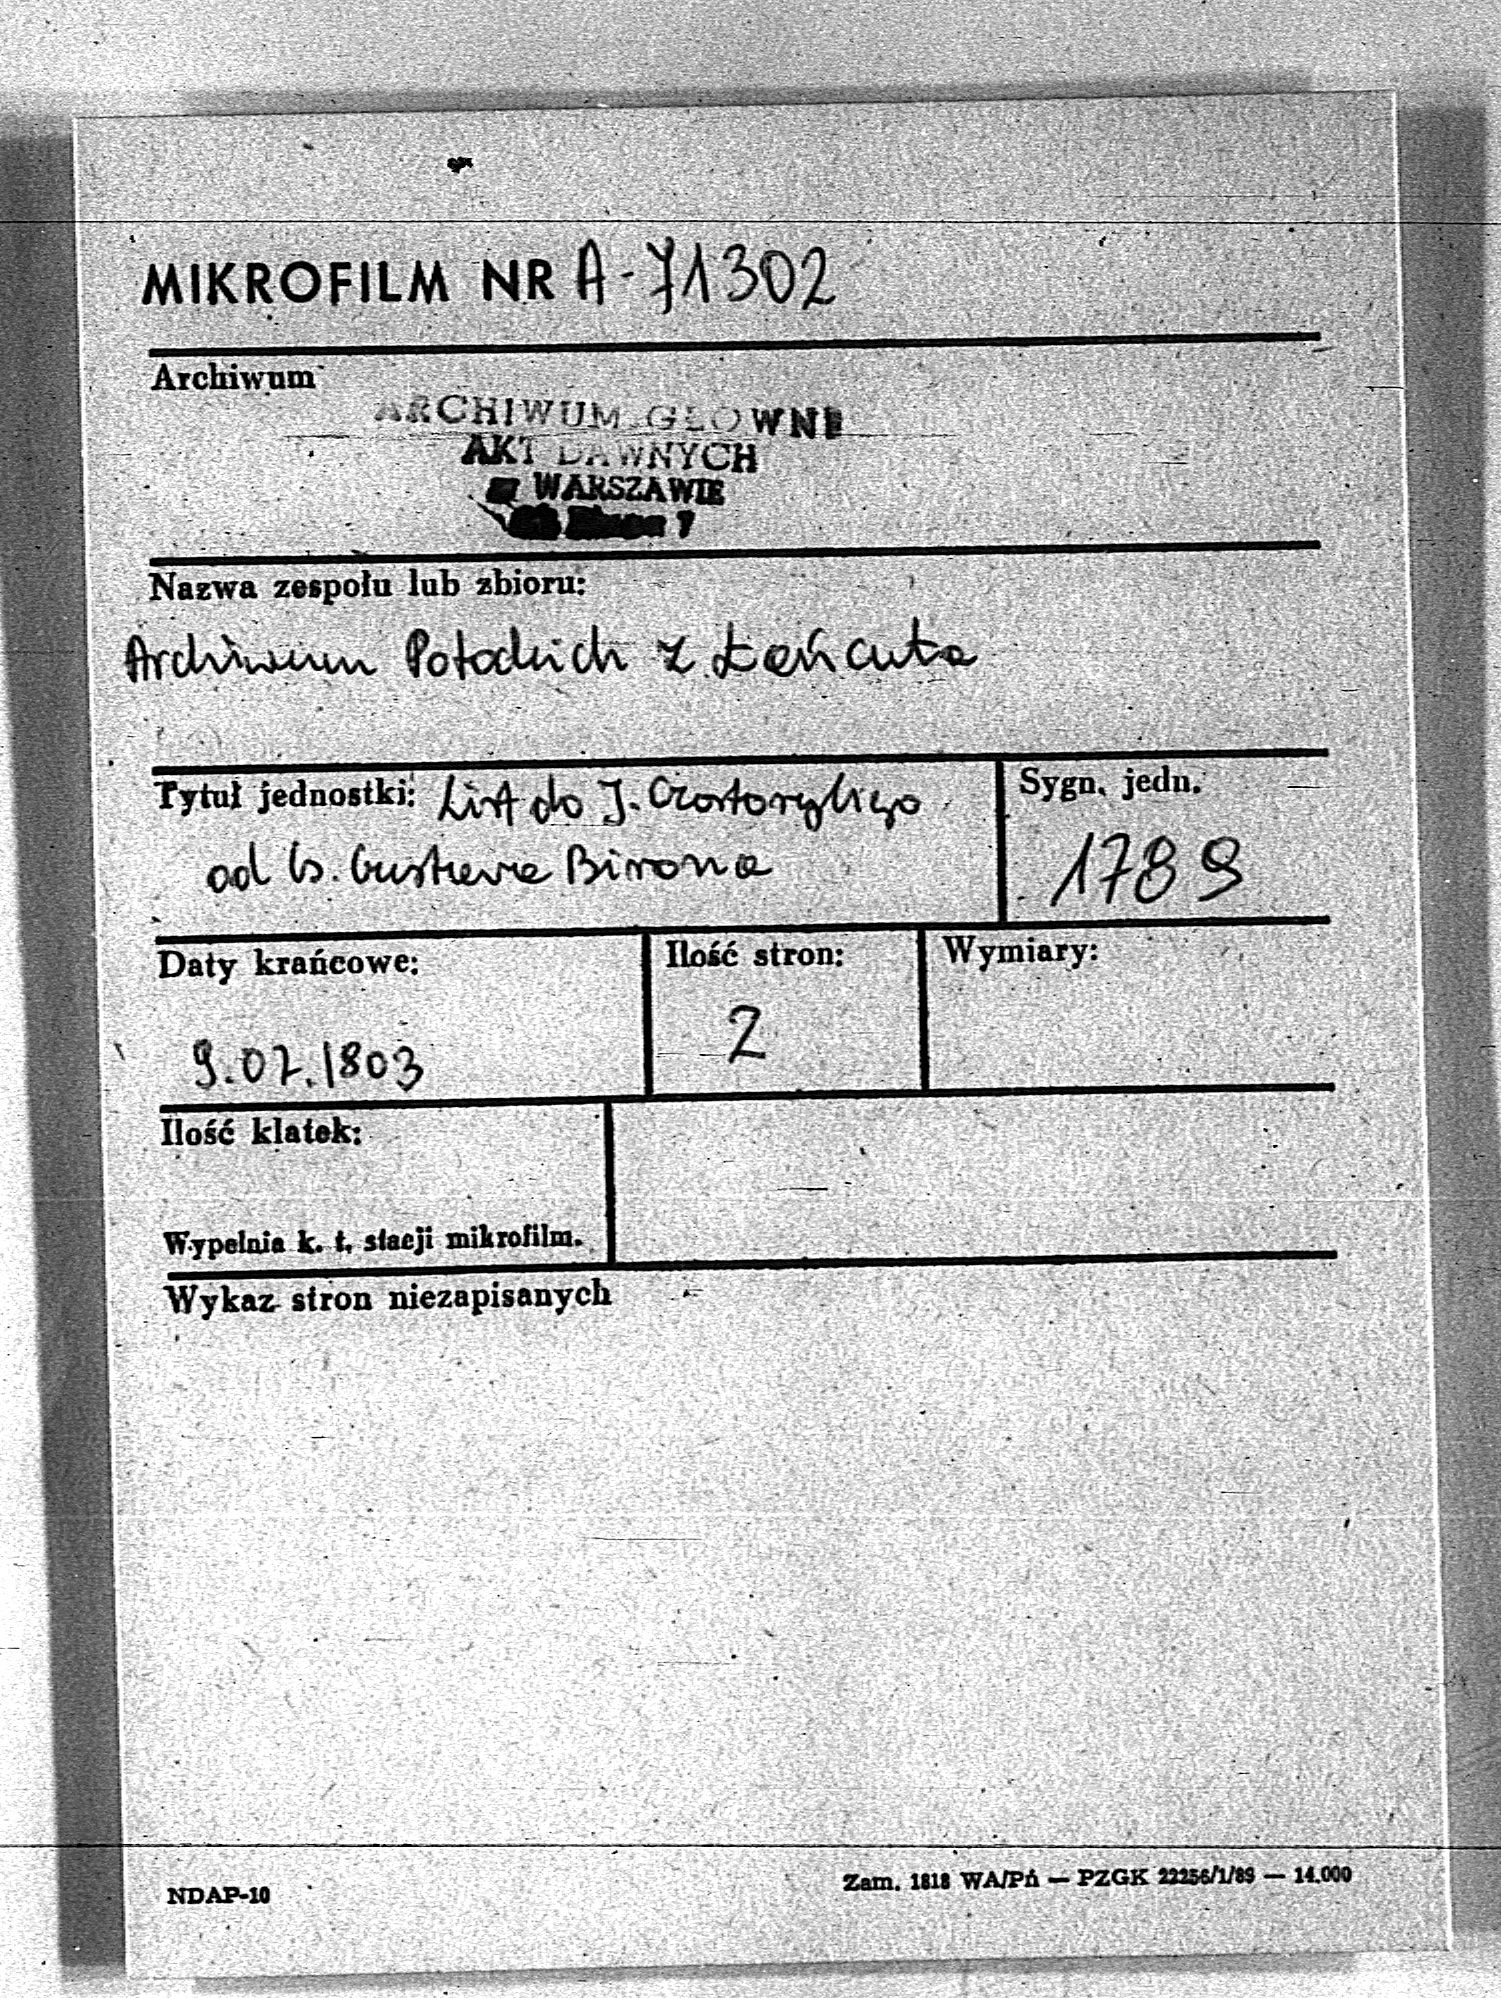 MIKROFILM NR A-71302
Archiwum
ARCHIWUM GŁÓWNE
AKT DAWNYCH
WARSZAWIE
7
Nazwa zespołu lub zbioru:
Archiwum Potockich z Łańcuta
Tytuł jednostki: List do J. Czartoryskiego
od G. Gustawa Birona
Sygn. jedn.
1789
Daty krańcowe:
9.07.1803
Ilość stron:
2
Wymiary:
Ilość klatek:
Wypełnia k. t. stacji mikrofilm.
Wykaz stron niezapisanych
NDAP-10
Zam. 1818 WA/Pń — PZGK 22256/1/89 — 14.000